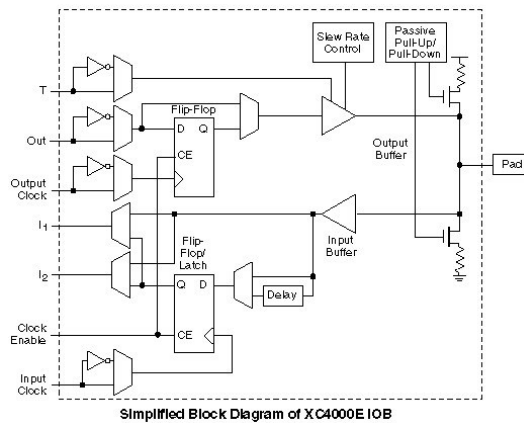 Slew Rate
Control
Passive
Pull-Up/
Pull-Down
T
Flip-Flop
Out
D
Q
CE
Output
Buffer
Pad
Output
Clock
I1
Input
Buffer
Flip-
Flop/
Latch
I2
Q
D
Delay
CE
Clock
Enable
Input
Clock
Simplified Block Diagram of XC4000E IOB